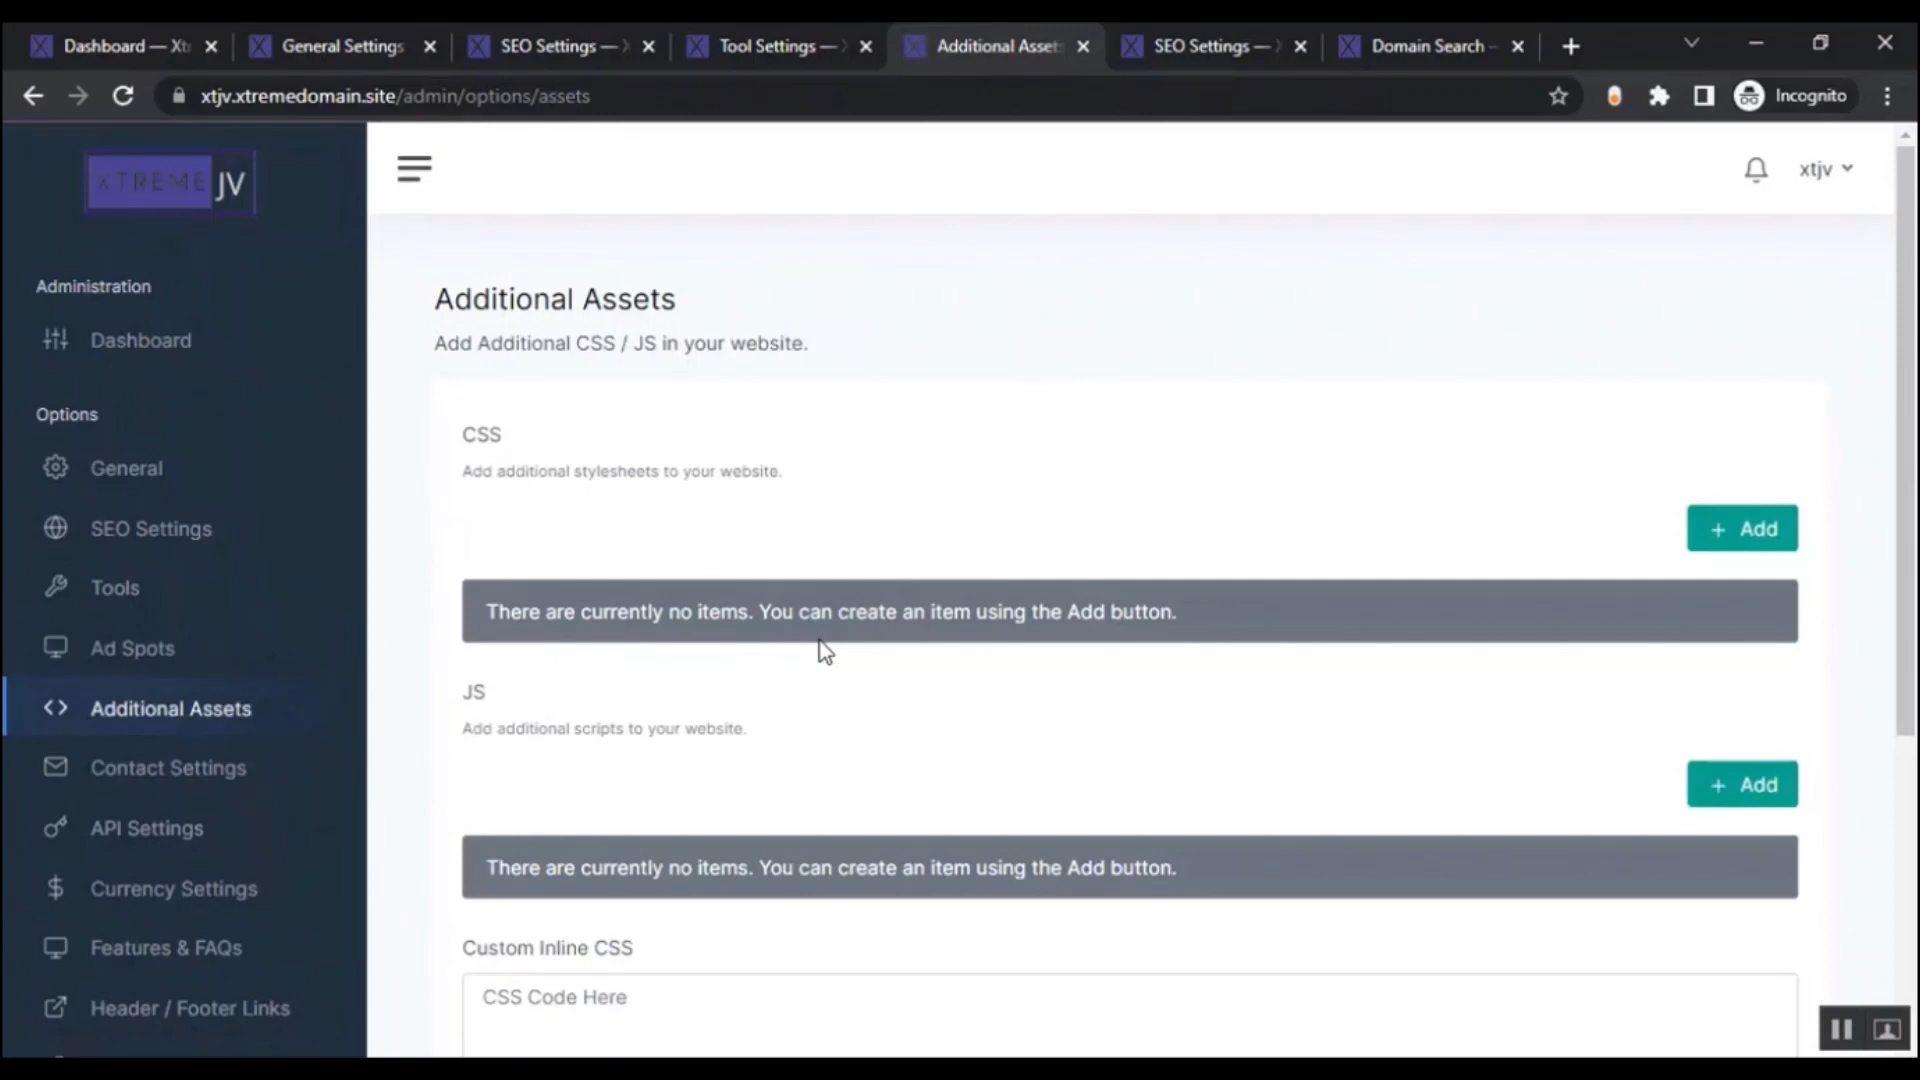 Dashboard — Xt
General Settings
SEO Settings —
Tool Settings —
Additional Asset
SEO Settings —
Domain Search -
xtjv.xtremedomain.site/admin/options/assets
Incognito
XTREME JV
xtjv
Administration
Dashboard
Options
General
SEO Settings
Tools
Ad Spots
Additional Assets
Contact Settings
API Settings
Currency Settings
Features & FAQs
Header / Footer Links
Additional Assets
Add Additional CSS / JS in your website.
CSS
Add additional stylesheets to your website.
+ Add
There are currently no items. You can create an item using the Add button.
JS
Add additional scripts to your website.
+ Add
There are currently no items. You can create an item using the Add button.
Custom Inline CSS
CSS Code Here